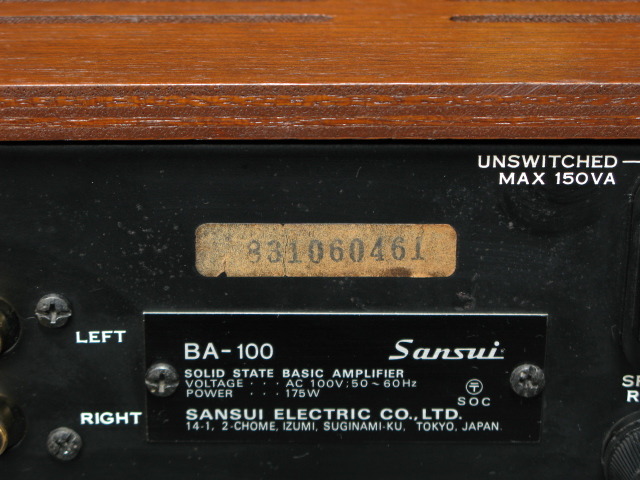 UNSWITCHED
MAX 150VA
831060461
LEFT
BA-100 Sansui
SOLID STATE BASIC AMPLIFIER
VOLTAGE · · · AC 100V:50~60Hz
POWER · · · 175W
SOC
RIGHT
SANSUI ELECTRIC CO.,LTD.
14-1, 2-CHOME, IZUMI, SUGINAMI-KU, TOKYO, JAPAN